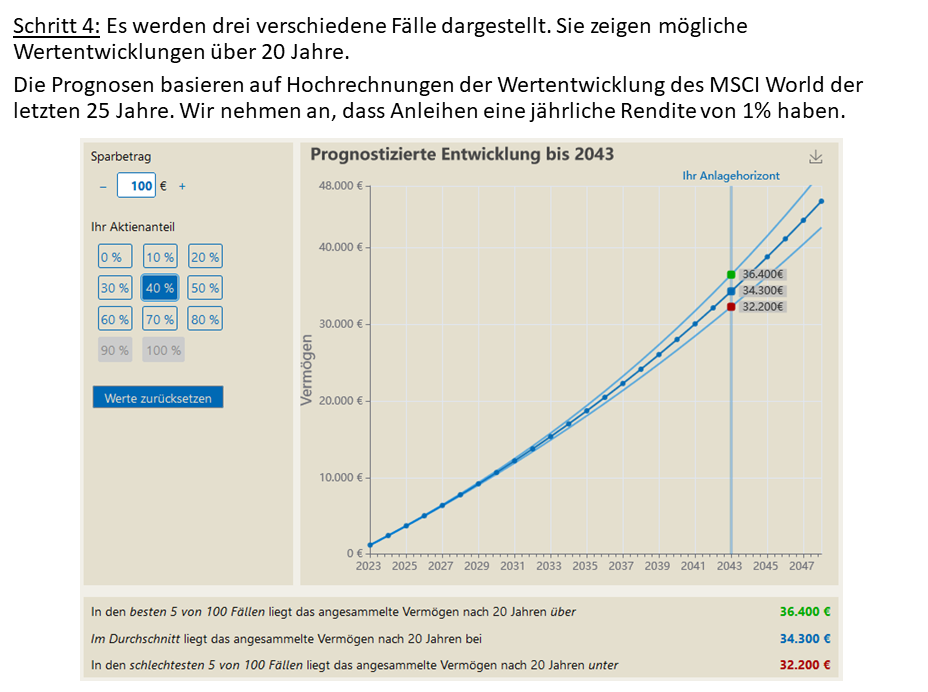 Schritt 4: Es werden drei verschiedene Fälle dargestellt. Sie zeigen mögliche
Wertentwicklungen über 20 Jahre.
Die Prognosen basieren auf Hochrechnungen der Wertentwicklung des MSCI World der
letzten 25 Jahre. Wir nehmen an, dass Anleihen eine jährliche Rendite von 1% haben.
Sparbetrag
– 100 € +
Ihr Aktienanteil
0 % 10 % 20 %
30 % 40 % 50 %
60 % 70 % 80 %
90 % 100 %
Werte zurücksetzen
Prognostizierte Entwicklung bis 2043
Ihr Anlagehorizont
Vermögen
48.000 €
40.000 €
30.000 €
20.000 €
10.000 €
0 €
36.400€
34.300€
32.200€
2023 2025 2027 2029 2031 2033 2035 2037 2039 2041 2043 2045 2047
In den besten 5 von 100 Fällen liegt das angesammelte Vermögen nach 20 Jahren über 36.400 €
Im Durchschnitt liegt das angesammelte Vermögen nach 20 Jahren bei 34.300 €
In den schlechtesten 5 von 100 Fällen liegt das angesammelte Vermögen nach 20 Jahren unter 32.200 €